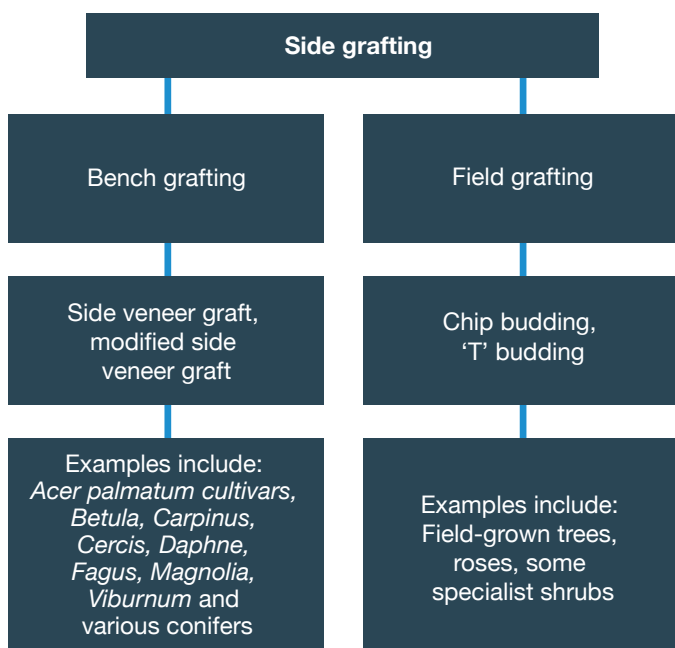 Side grafting
Bench grafting
Field grafting
Side veneer graft,
modified side
veneer graft
Chip budding,
‘T’ budding
Examples include:
Acer palmatum cultivars,
Betula, Carpinus,
Cercis, Daphne,
Fagus, Magnolia,
Viburnum and
various conifers
Examples include:
Field-grown trees,
roses, some
specialist shrubs